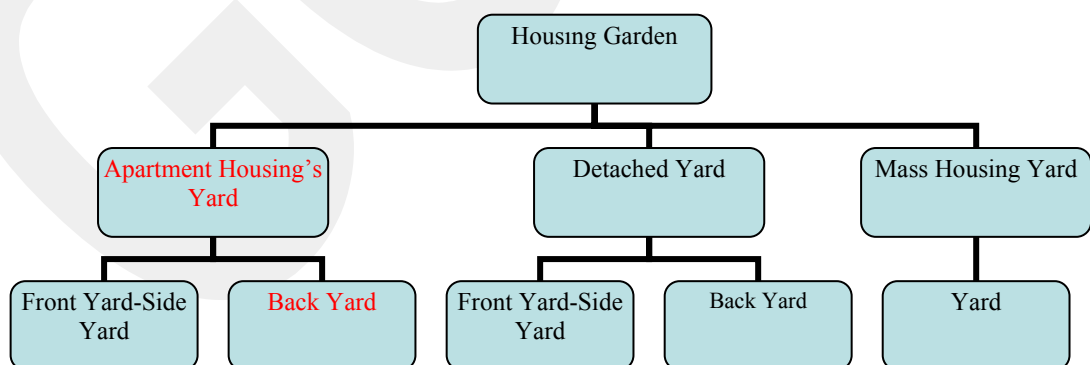 Housıng Garden
Apartment Housing’s
Yard
Detached Yard
Mass Housing Yard
Front Yard-Side
Yard
Back Yard
Front Yard-Side
Yard
Back Yard
Yard